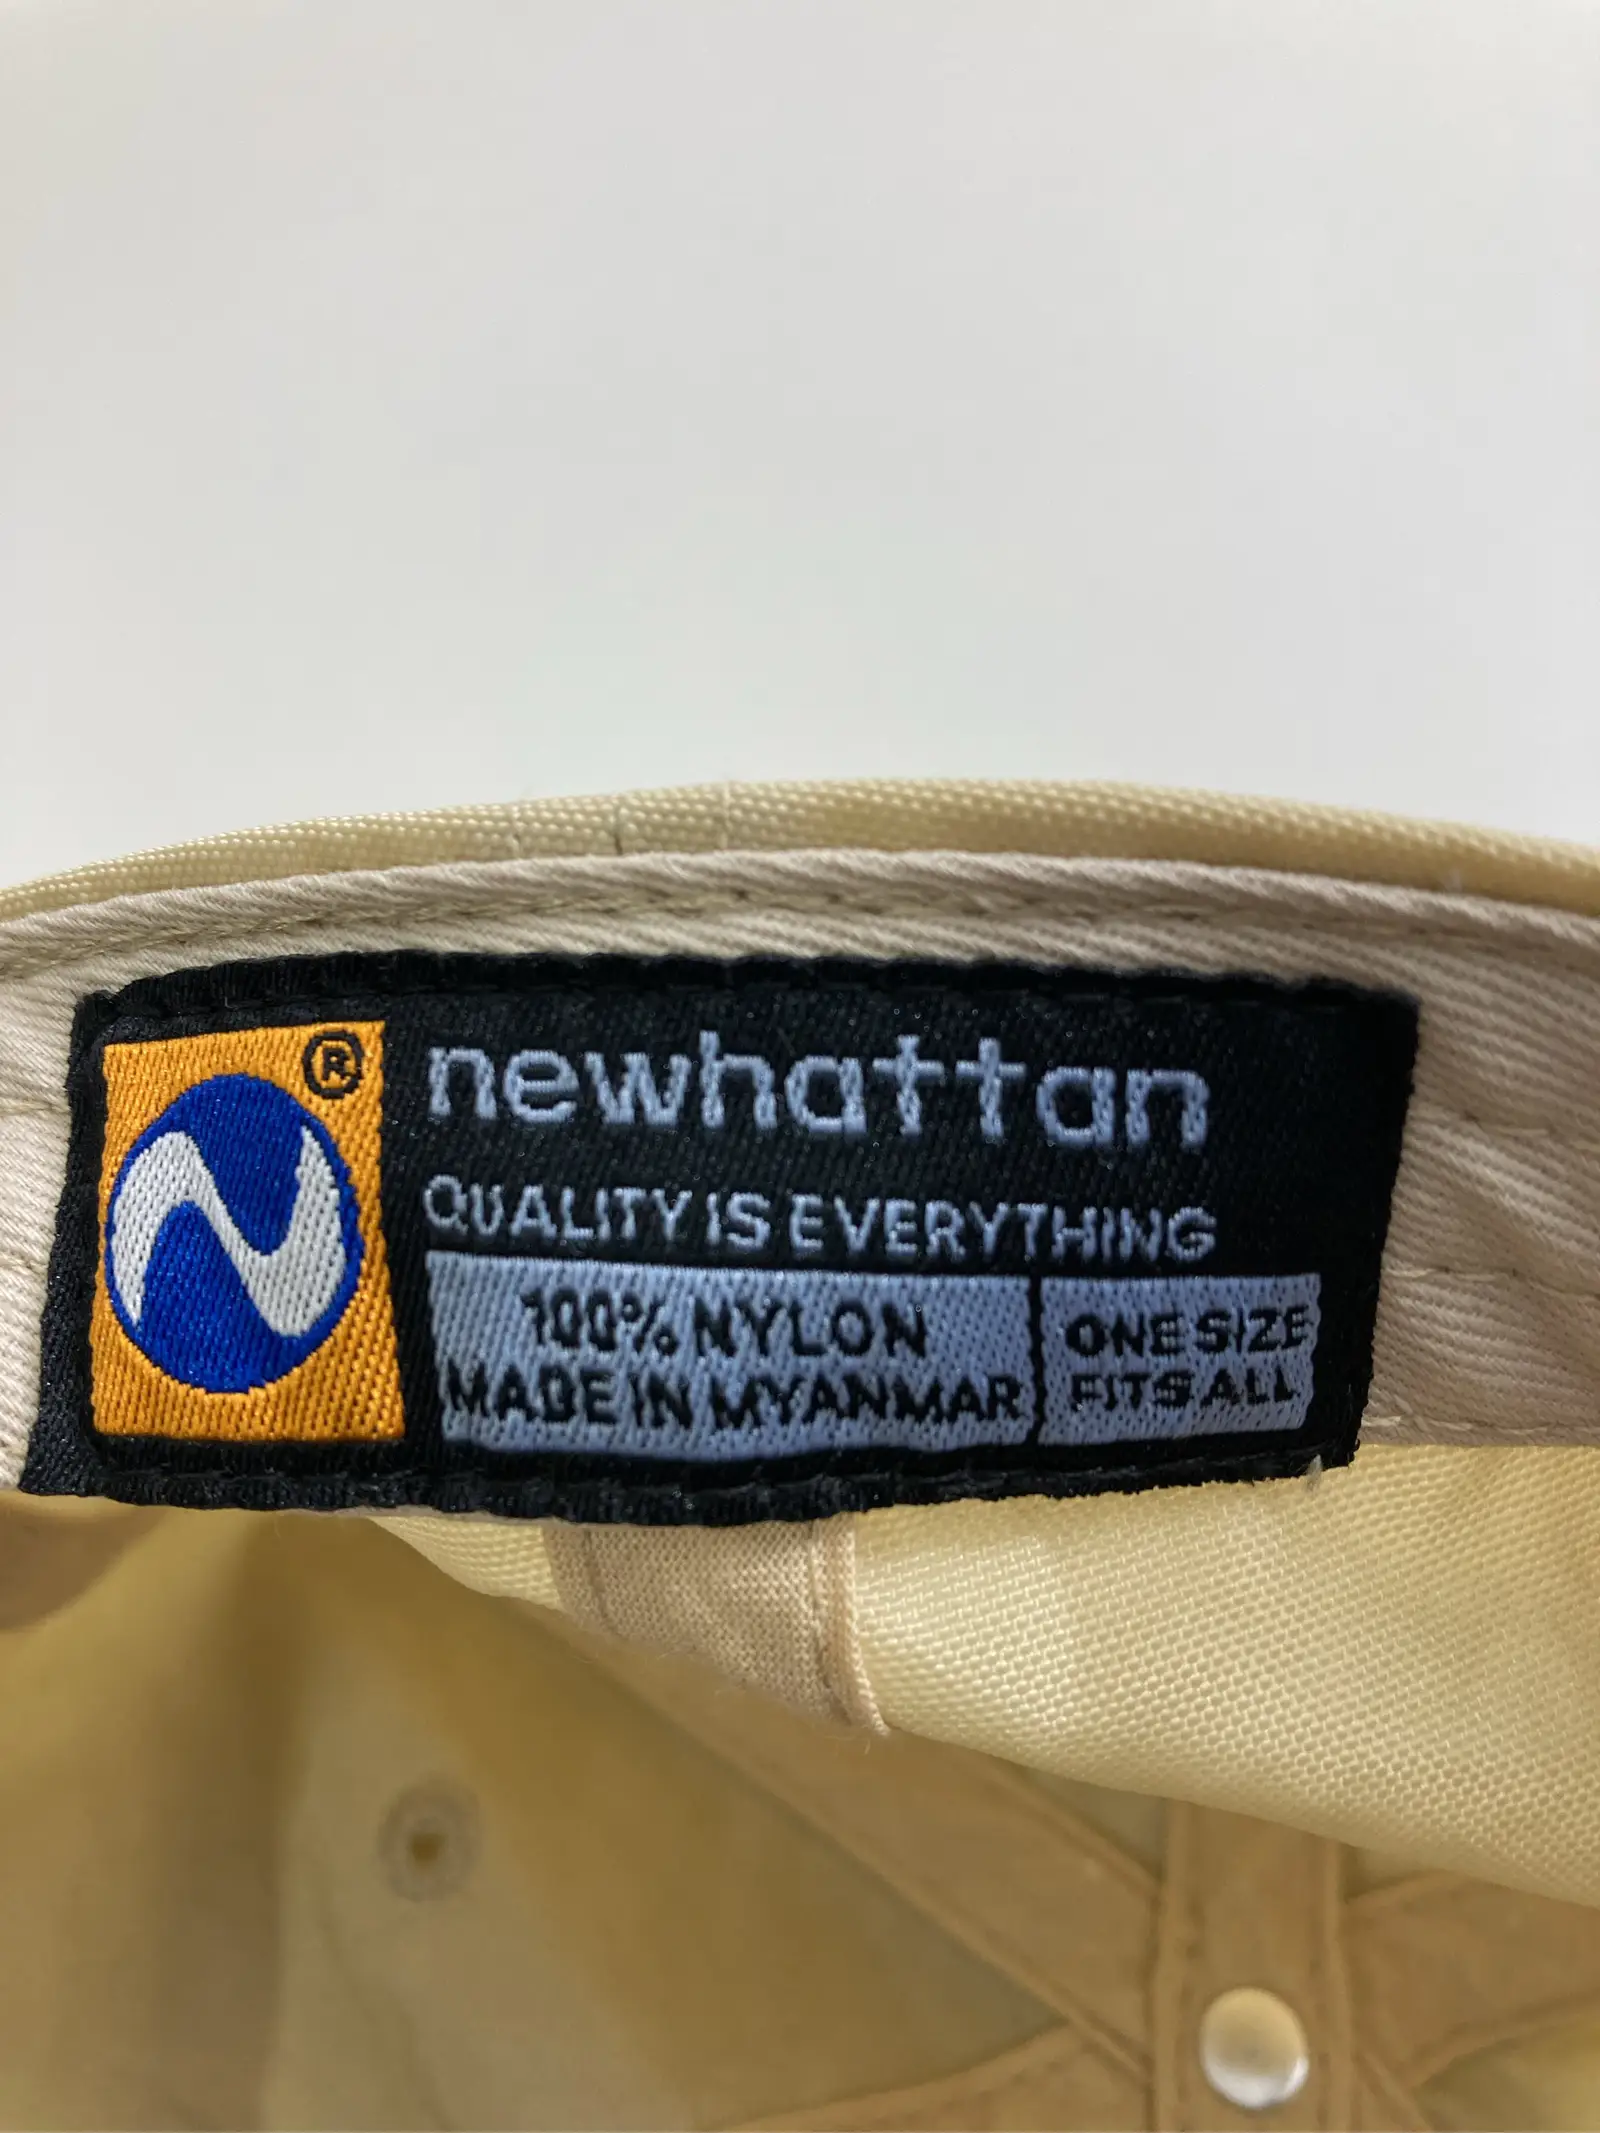 ®
newhattan
QUALITY IS EVERYTHING
100% NYLON
MADE IN MYANMAR
ONE SIZE
FITS ALL